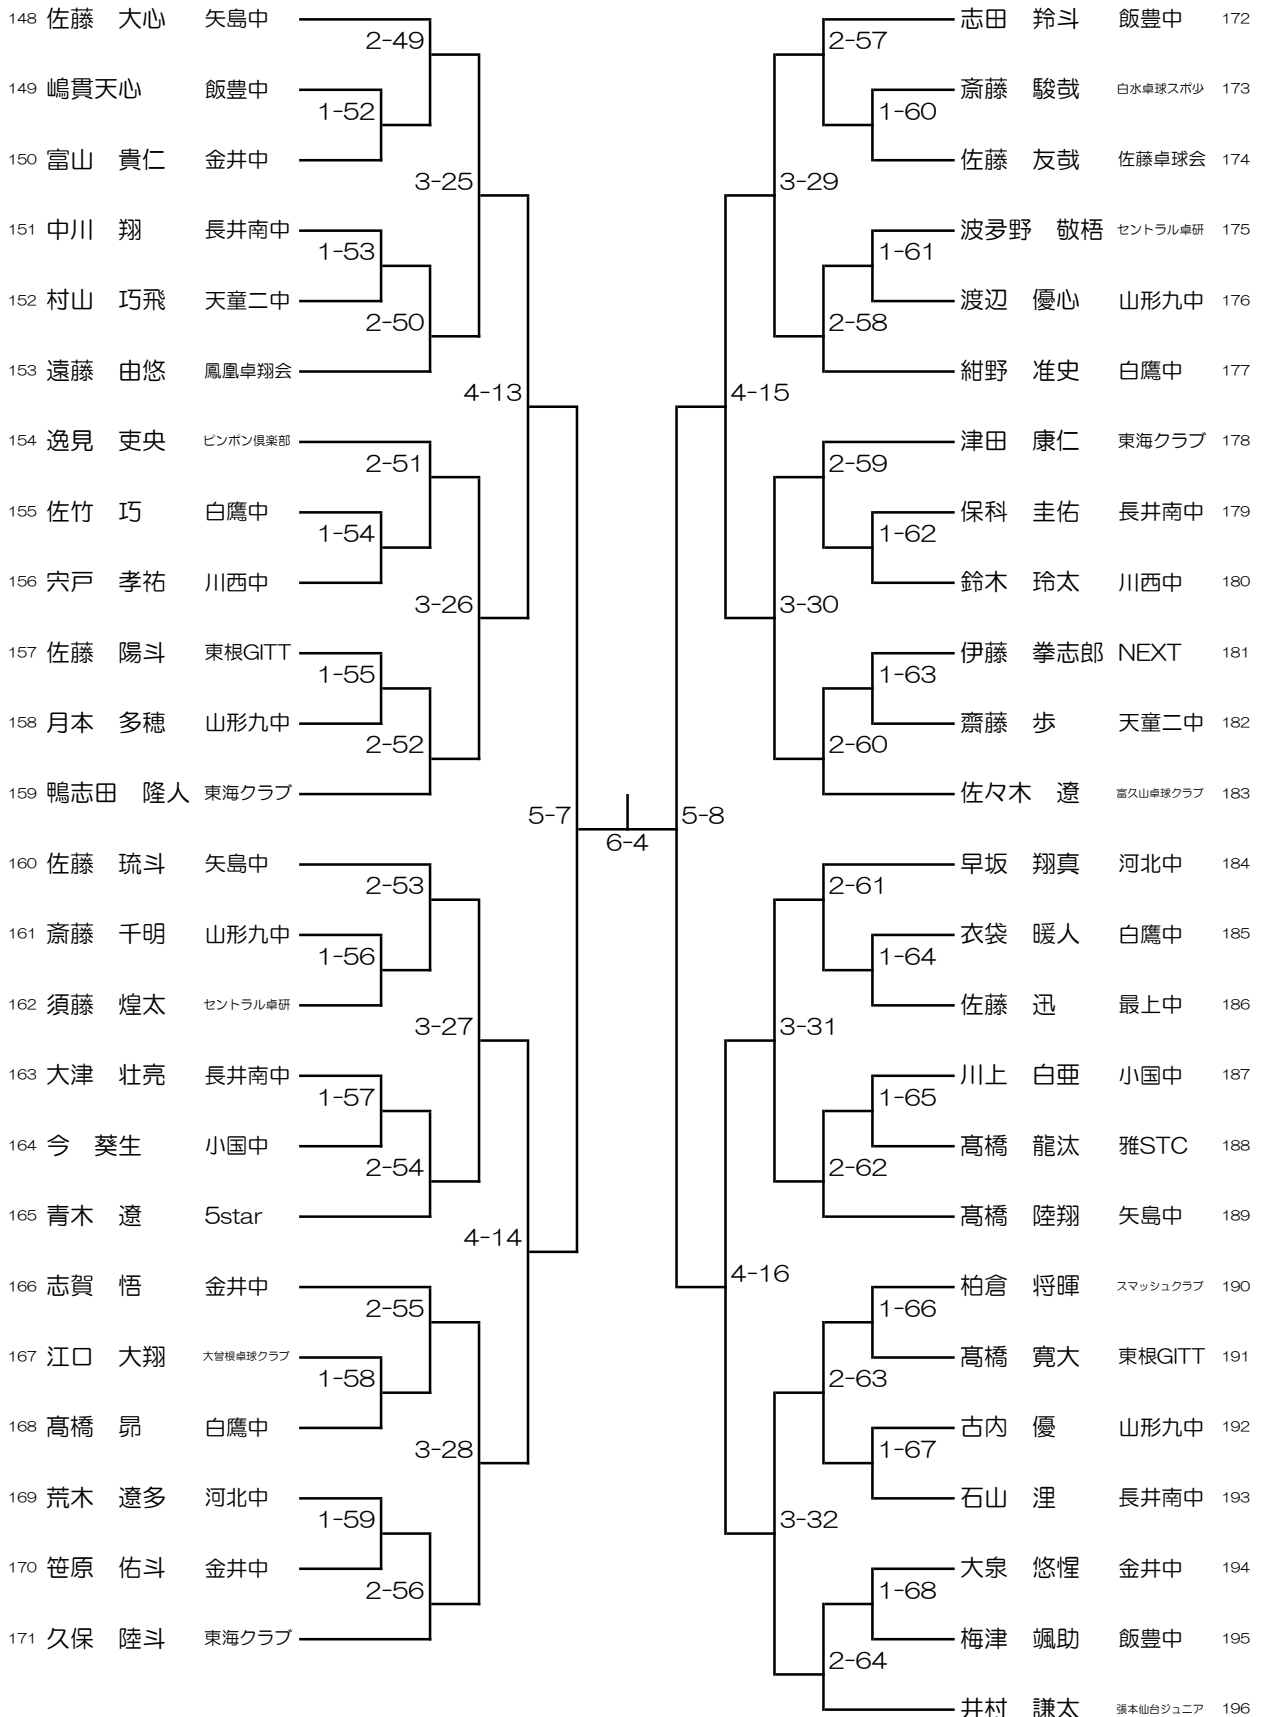 148 佐藤　大心 矢島中
2-49
149 嶋貫天心 飯豊中
1-52
150 富山　貴仁 金井中
3-25
151 中川　翔 長井南中
1-53
152 村山　巧飛 天童二中
2-50
153 遠藤　由悠 鳳凰卓翔会
4-13
154 逸見　吏央 ピンポン倶楽部
2-51
155 佐竹　巧 白鷹中
1-54
156 宍戸　孝祐 川西中
3-26
157 佐藤　陽斗 東根GITT
1-55
158 月本　多穂 山形九中
2-52
159 鴨志田　隆人 東海クラブ
5-7
160 佐藤　琉斗 矢島中
2-53
161 斎藤　千明 山形九中
1-56
162 須藤　煌太 セントラル卓研
3-27
163 大津　壮亮 長井南中
1-57
164 今　葵生 小国中
2-54
165 青木　遼 5star
4-14
166 志賀　悟 金井中
2-55
167 江口　大翔 大曽根卓球クラブ
1-58
168 髙橋　昴 白鷹中
3-28
169 荒木　遼多 河北中
1-59
170 笹原　佑斗 金井中
2-56
171 久保　陸斗 東海クラブ
6-4
志田　羚斗 飯豊中 172
2-57
斎藤　駿哉 白水卓球スポ少 173
1-60
佐藤　友哉 佐藤卓球会 174
3-29
波多野　敬梧 セントラル卓研 175
1-61
渡辺　優心 山形九中 176
2-58
紺野　准史 白鷹中 177
4-15
津田　康仁 東海クラブ 178
2-59
保科　圭佑 長井南中 179
1-62
鈴木　玲太 川西中 180
3-30
伊藤　拳志郎 NEXT 181
1-63
齋藤　歩 天童二中 182
2-60
佐々木　遼 富久山卓球クラブ 183
5-8
早坂　翔真 河北中 184
2-61
衣袋　暖人 白鷹中 185
1-64
佐藤　迅 最上中 186
3-31
川上　白亜 小国中 187
1-65
髙橋　龍汰 雅STC 188
2-62
髙橋　陸翔 矢島中 189
4-16
柏倉　将暉 スマッシュクラブ 190
1-66
髙橋　寛大 東根GITT 191
2-63
古内　優 山形九中 192
1-67
石山　浬 長井南中 193
3-32
大泉　悠惺 金井中 194
1-68
梅津　颯助 飯豊中 195
2-64
井村　謙太 張本仙台ジュニア 196